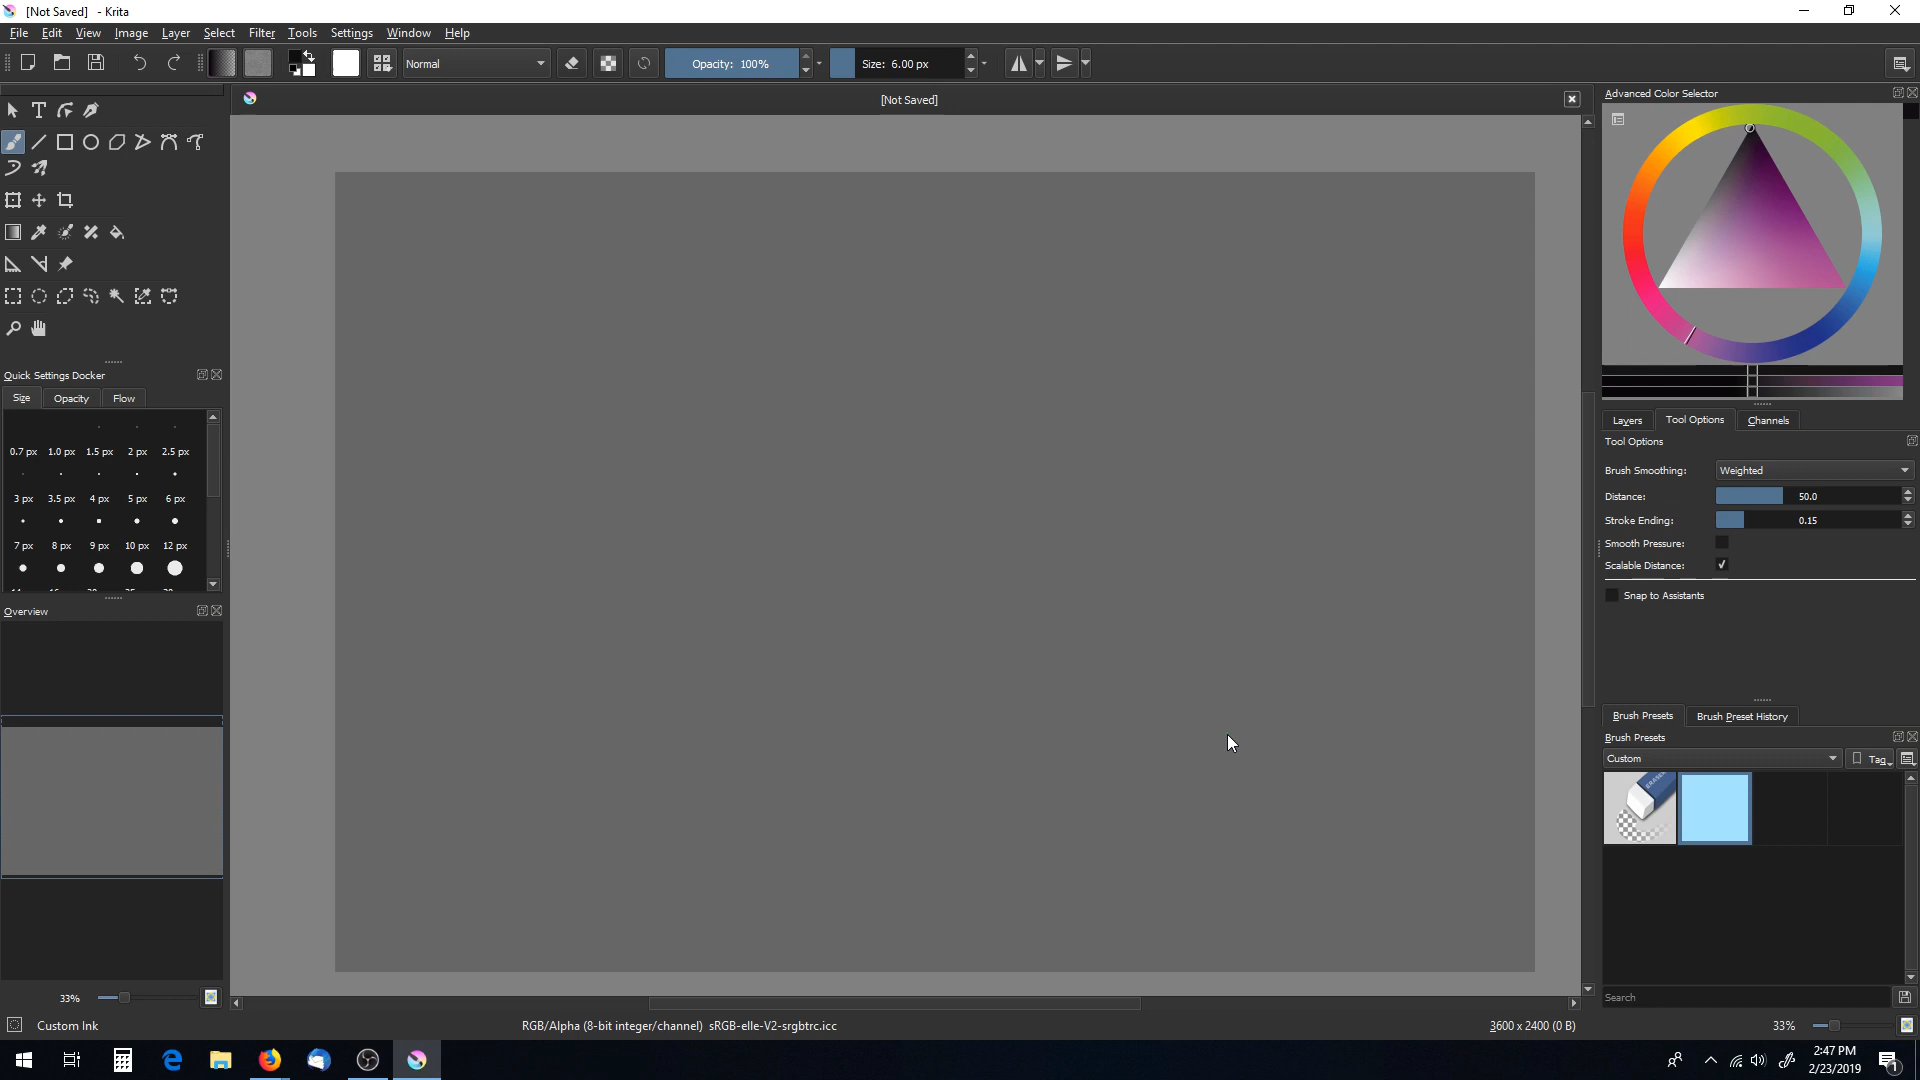 [Not Saved] - Krita
File Edit View Image Layer Select Filter Tools Settings Window Help
Normal Opacity: 100% Size: 6.00 px
[Not Saved]
Quick Settings Docker
Size Opacity Flow
0.7 px 1.0 px 1.5 px 2 px 2.5 px
3 px 3.5 px 4 px 5 px 6 px
7 px 8 px 9 px 10 px 12 px
Overview
33%
Custom Ink
RGB/Alpha (8-bit integer/channel) sRGB-elle-V2-srgbtrc.icc
3600 x 2400 (0 B)
33%
Advanced Color Selector
Layers Tool Options Channels
Tool Options
Brush Smoothing: Weighted
Distance: 50.0
Stroke Ending: 0.15
Smooth Pressure:
Scalable Distance:
Snap to Assistants
Brush Presets Brush Preset History
Brush Presets
Custom Tag
ERASER
Search
2:47 PM
2/23/2019
1